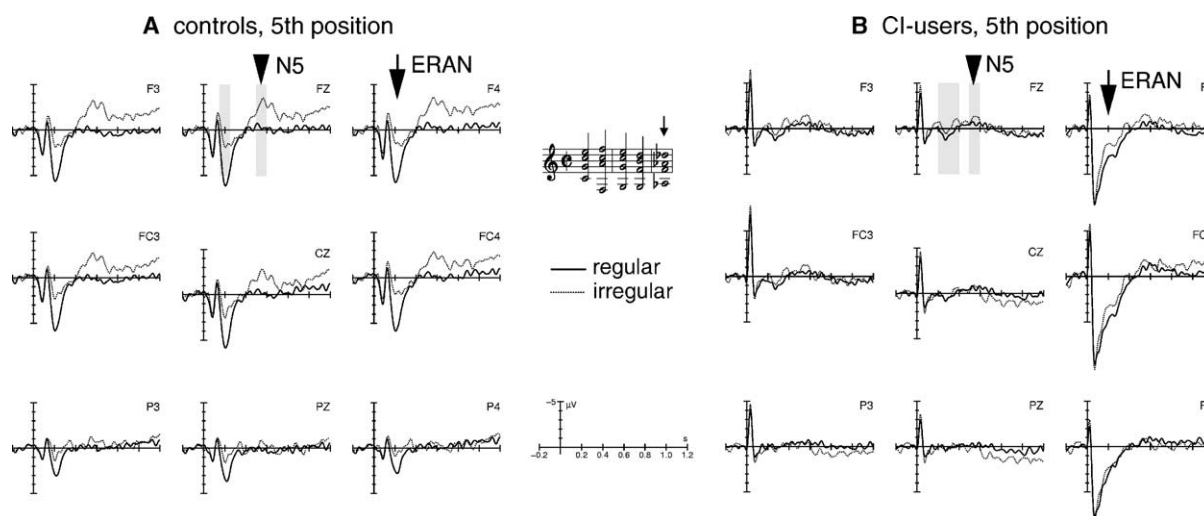 A controls, 5th position
B CI-users, 5th position
N5
ERAN
F3
FZ
F4
FC3
CZ
FC4
P3
PZ
P4
regular
irregular
-5
μV
s
-0.2
0.2 0.4 0.6 0.8 1.0 1.2
N5
ERAN
F3
FZ
FC3
CZ
FC
P3
PZ